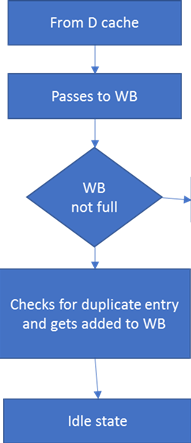 From D cache
Passes to WB
WB
not full
Checks for duplicate entry
and gets added to WB
Idle state